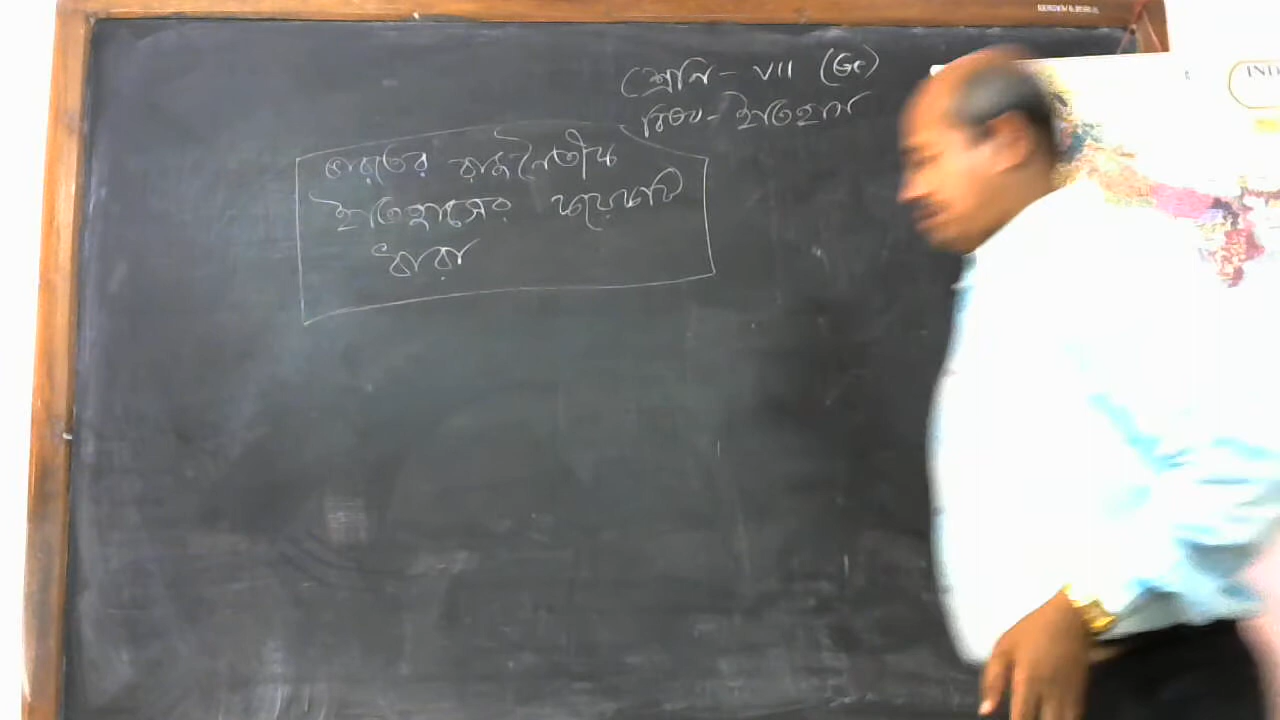 শ্রেণি - VII
বিষয় - ইতিহাস
ভারতের রাজনৈতিক
ইতিহাসের কয়েকটি
ধারা